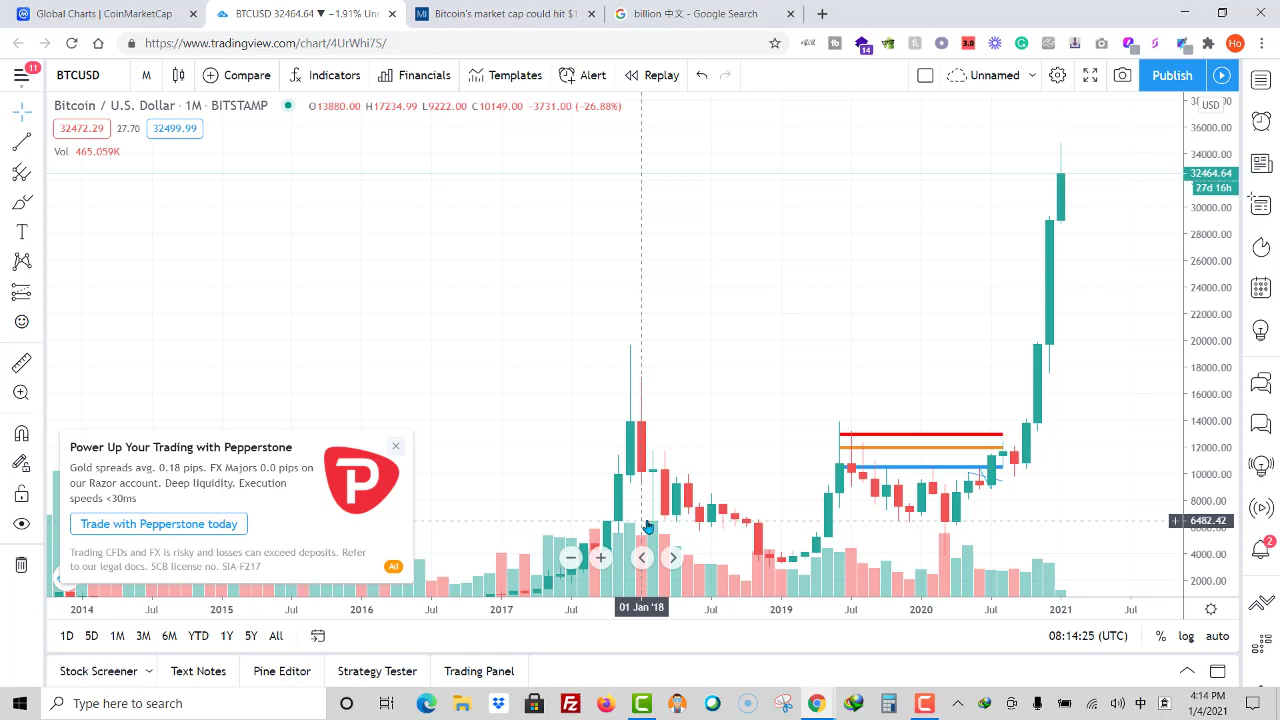 (2) CoinMarketCap | CoinMarkets
BTCUSD 32464.64 ▼ −1.91% Unn
Bitcoin market cap could hit $1
billion 中文 - Google Search
https://www.tradingview.com/chart/4UrWhi7S/
14
3.0
Ho
11
BTCUSD
M
Compare
Indicators
Financials
Templates
Alert
Replay
Unnamed
Publish
Bitcoin / U.S. Dollar · 1M · BITSTAMP
O13880.00 H17234.99 L9222.00 C10149.00 −3731.00 (−26.88%)
USD
32472.29
27.70
32499.99
Vol 465.059K
36000.00
34000.00
32464.64
27d 16h
30000.00
28000.00
26000.00
24000.00
22000.00
20000.00
18000.00
16000.00
14000.00
12000.00
10000.00
8000.00
6482.42
4000.00
2000.00
Power Up Your Trading with Pepperstone
Gold spreads avg. 0.18 pips. FX Majors 0.0 pips on
our Razor account. Deep liquidity. Execution
speeds <30ms
Trade with Pepperstone today
Trading CFDs and FX is risky and losses can exceed deposits. Refer
to our legal docs. SCB license no. SIA-F217
Ad
2
2014
Jul
2015
Jul
2016
Jul
2017
Jul
01 Jan '18
Jul
2019
Jul
2020
Jul
2021
Jul
1D
5D
1M
3M
6M
YTD
1Y
5Y
All
08:14:25 (UTC)
%
log
auto
Stock Screener
Text Notes
Pine Editor
Strategy Tester
Trading Panel
Type here to search
中
4:14 PM
1/4/2021